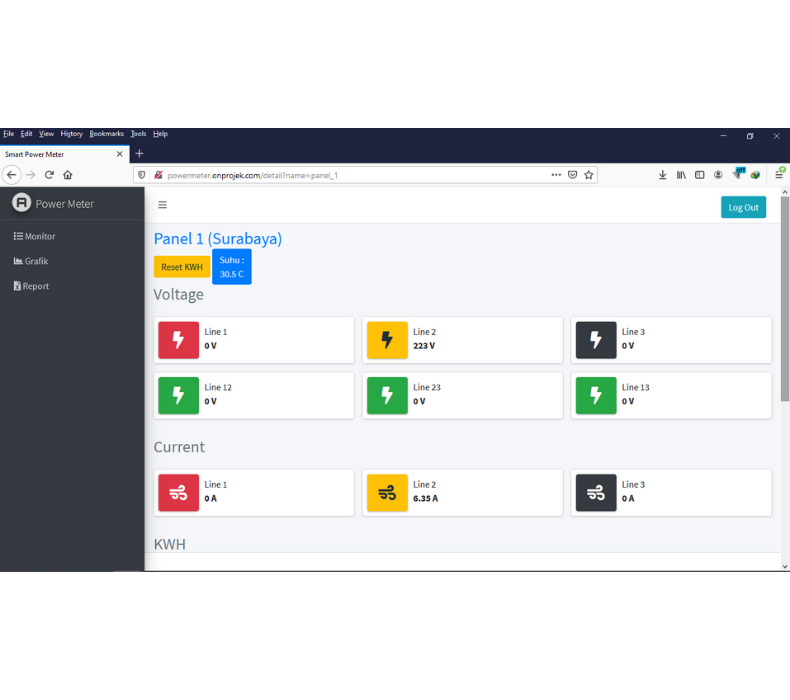 File Edit View History Bookmarks Tools Help
Smart Power Meter
powermeter.onprojek.com/detail?name=panel_1
off
A Power Meter
Log Out
Monitor
Grafik
Report
Panel 1 (Surabaya)
Reset KWH
Suhu :
30.5 C
Voltage
Line 1
0 V
Line 2
223 V
Line 3
0 V
Line 12
0 V
Line 23
0 V
Line 13
0 V
Current
Line 1
0 A
Line 2
6.35 A
Line 3
0 A
KWH